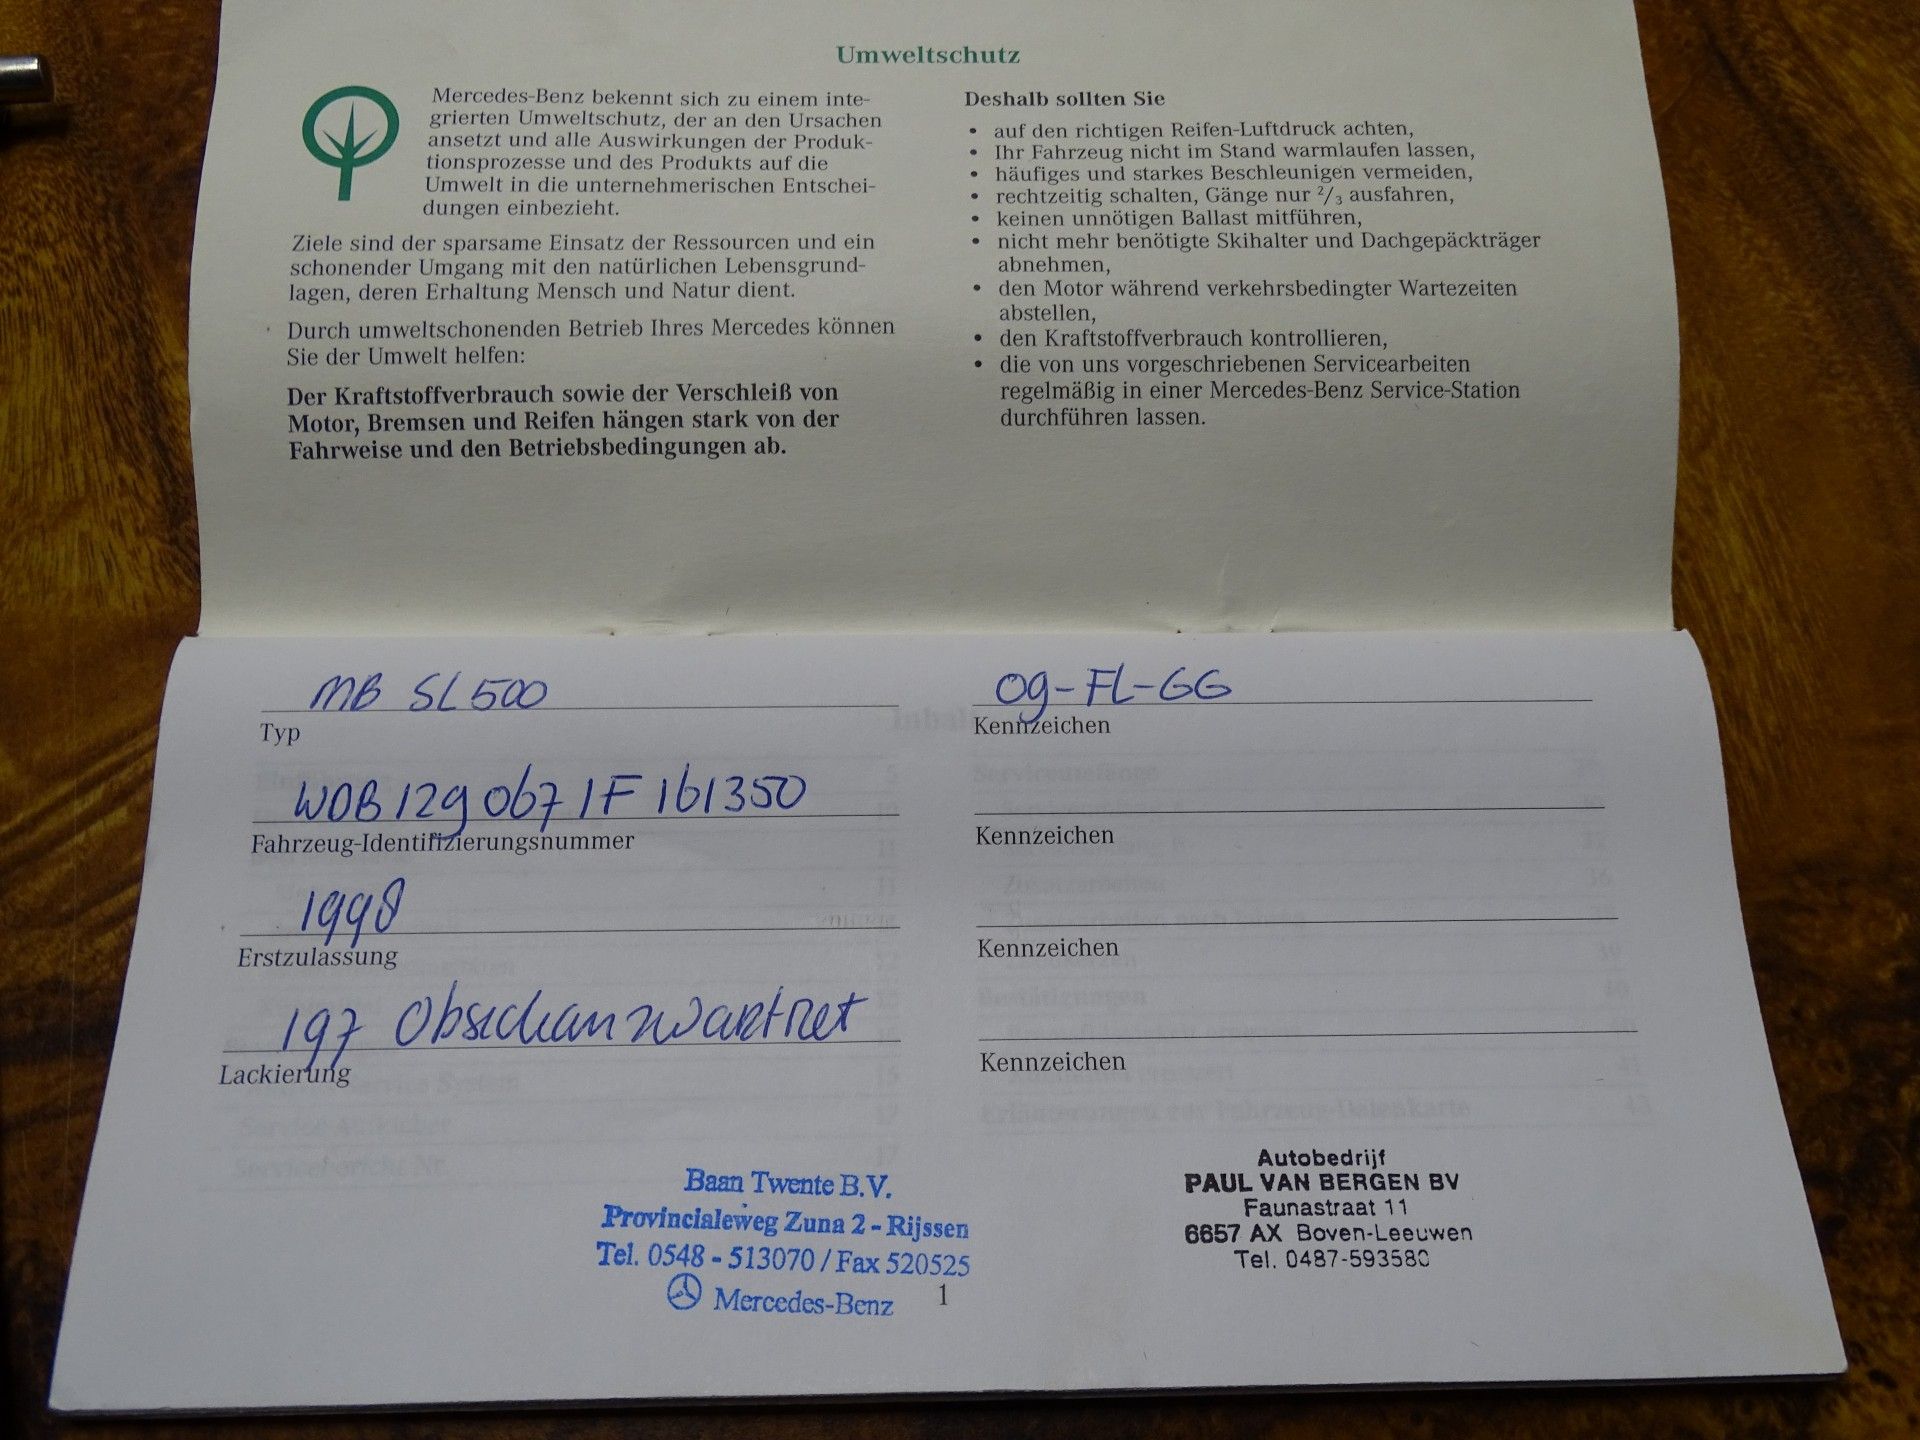 Umweltschutz
Mercedes-Benz bekennt sich zu einem inte-
grierten Umweltschutz, der an den Ursachen
ansetzt und alle Auswirkungen der Produk-
tionsprozesse und des Produkts auf die
Umwelt in die unternehmerischen Entschei-
dungen einbezieht.
Ziele sind der sparsame Einsatz der Ressourcen und ein
schonender Umgang mit den natürlichen Lebensgrund-
lagen, deren Erhaltung Mensch und Natur dient.
Durch umweltschonenden Betrieb Ihres Mercedes können
Sie der Umwelt helfen:
Der Kraftstoffverbrauch sowie der Verschleiß von
Motor, Bremsen und Reifen hängen stark von der
Fahrweise und den Betriebsbedingungen ab.
Deshalb sollten Sie
• auf den richtigen Reifen-Luftdruck achten,
• Ihr Fahrzeug nicht im Stand warmlaufen lassen,
• häufiges und starkes Beschleunigen vermeiden,
• rechtzeitig schalten, Gänge nur 2/3 ausfahren,
• keinen unnötigen Ballast mitführen,
• nicht mehr benötigte Skihalter und Dachgepäckträger
abnehmen,
• den Motor während verkehrsbedingter Wartezeiten
abstellen,
• den Kraftstoffverbrauch kontrollieren,
• die von uns vorgeschriebenen Servicearbeiten
regelmäßig in einer Mercedes-Benz Service-Station
durchführen lassen.
MB SL 500
Typ
WDB 129 067 1F 161350
Fahrzeug-Identifizierungsnummer
1998
Erstzulassung
197
Lackierung
09-FL-GG
Kennzeichen
Kennzeichen
Kennzeichen
Kennzeichen
Baan Twente B.V.
Provincialeweg Zuna 2 - Rijssen
Tel. 0548 - 513070 / Fax 520525
Mercedes-Benz
1
Autobedrijf
PAUL VAN BERGEN BV
Faunastraat 11
6657 AX Boven-Leeuwen
Tel. 0487-593580